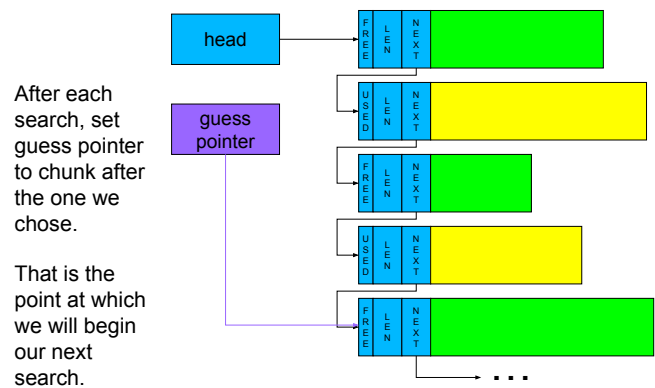 head
FREE LEN NEXT
After each
search, set
guess pointer
to chunk after
the one we
chose.
That is the
point at which
we will begin
our next
search.
guess
pointer
USED LEN NEXT
FREE LEN NEXT
USED LEN NEXT
FREE LEN NEXT
...